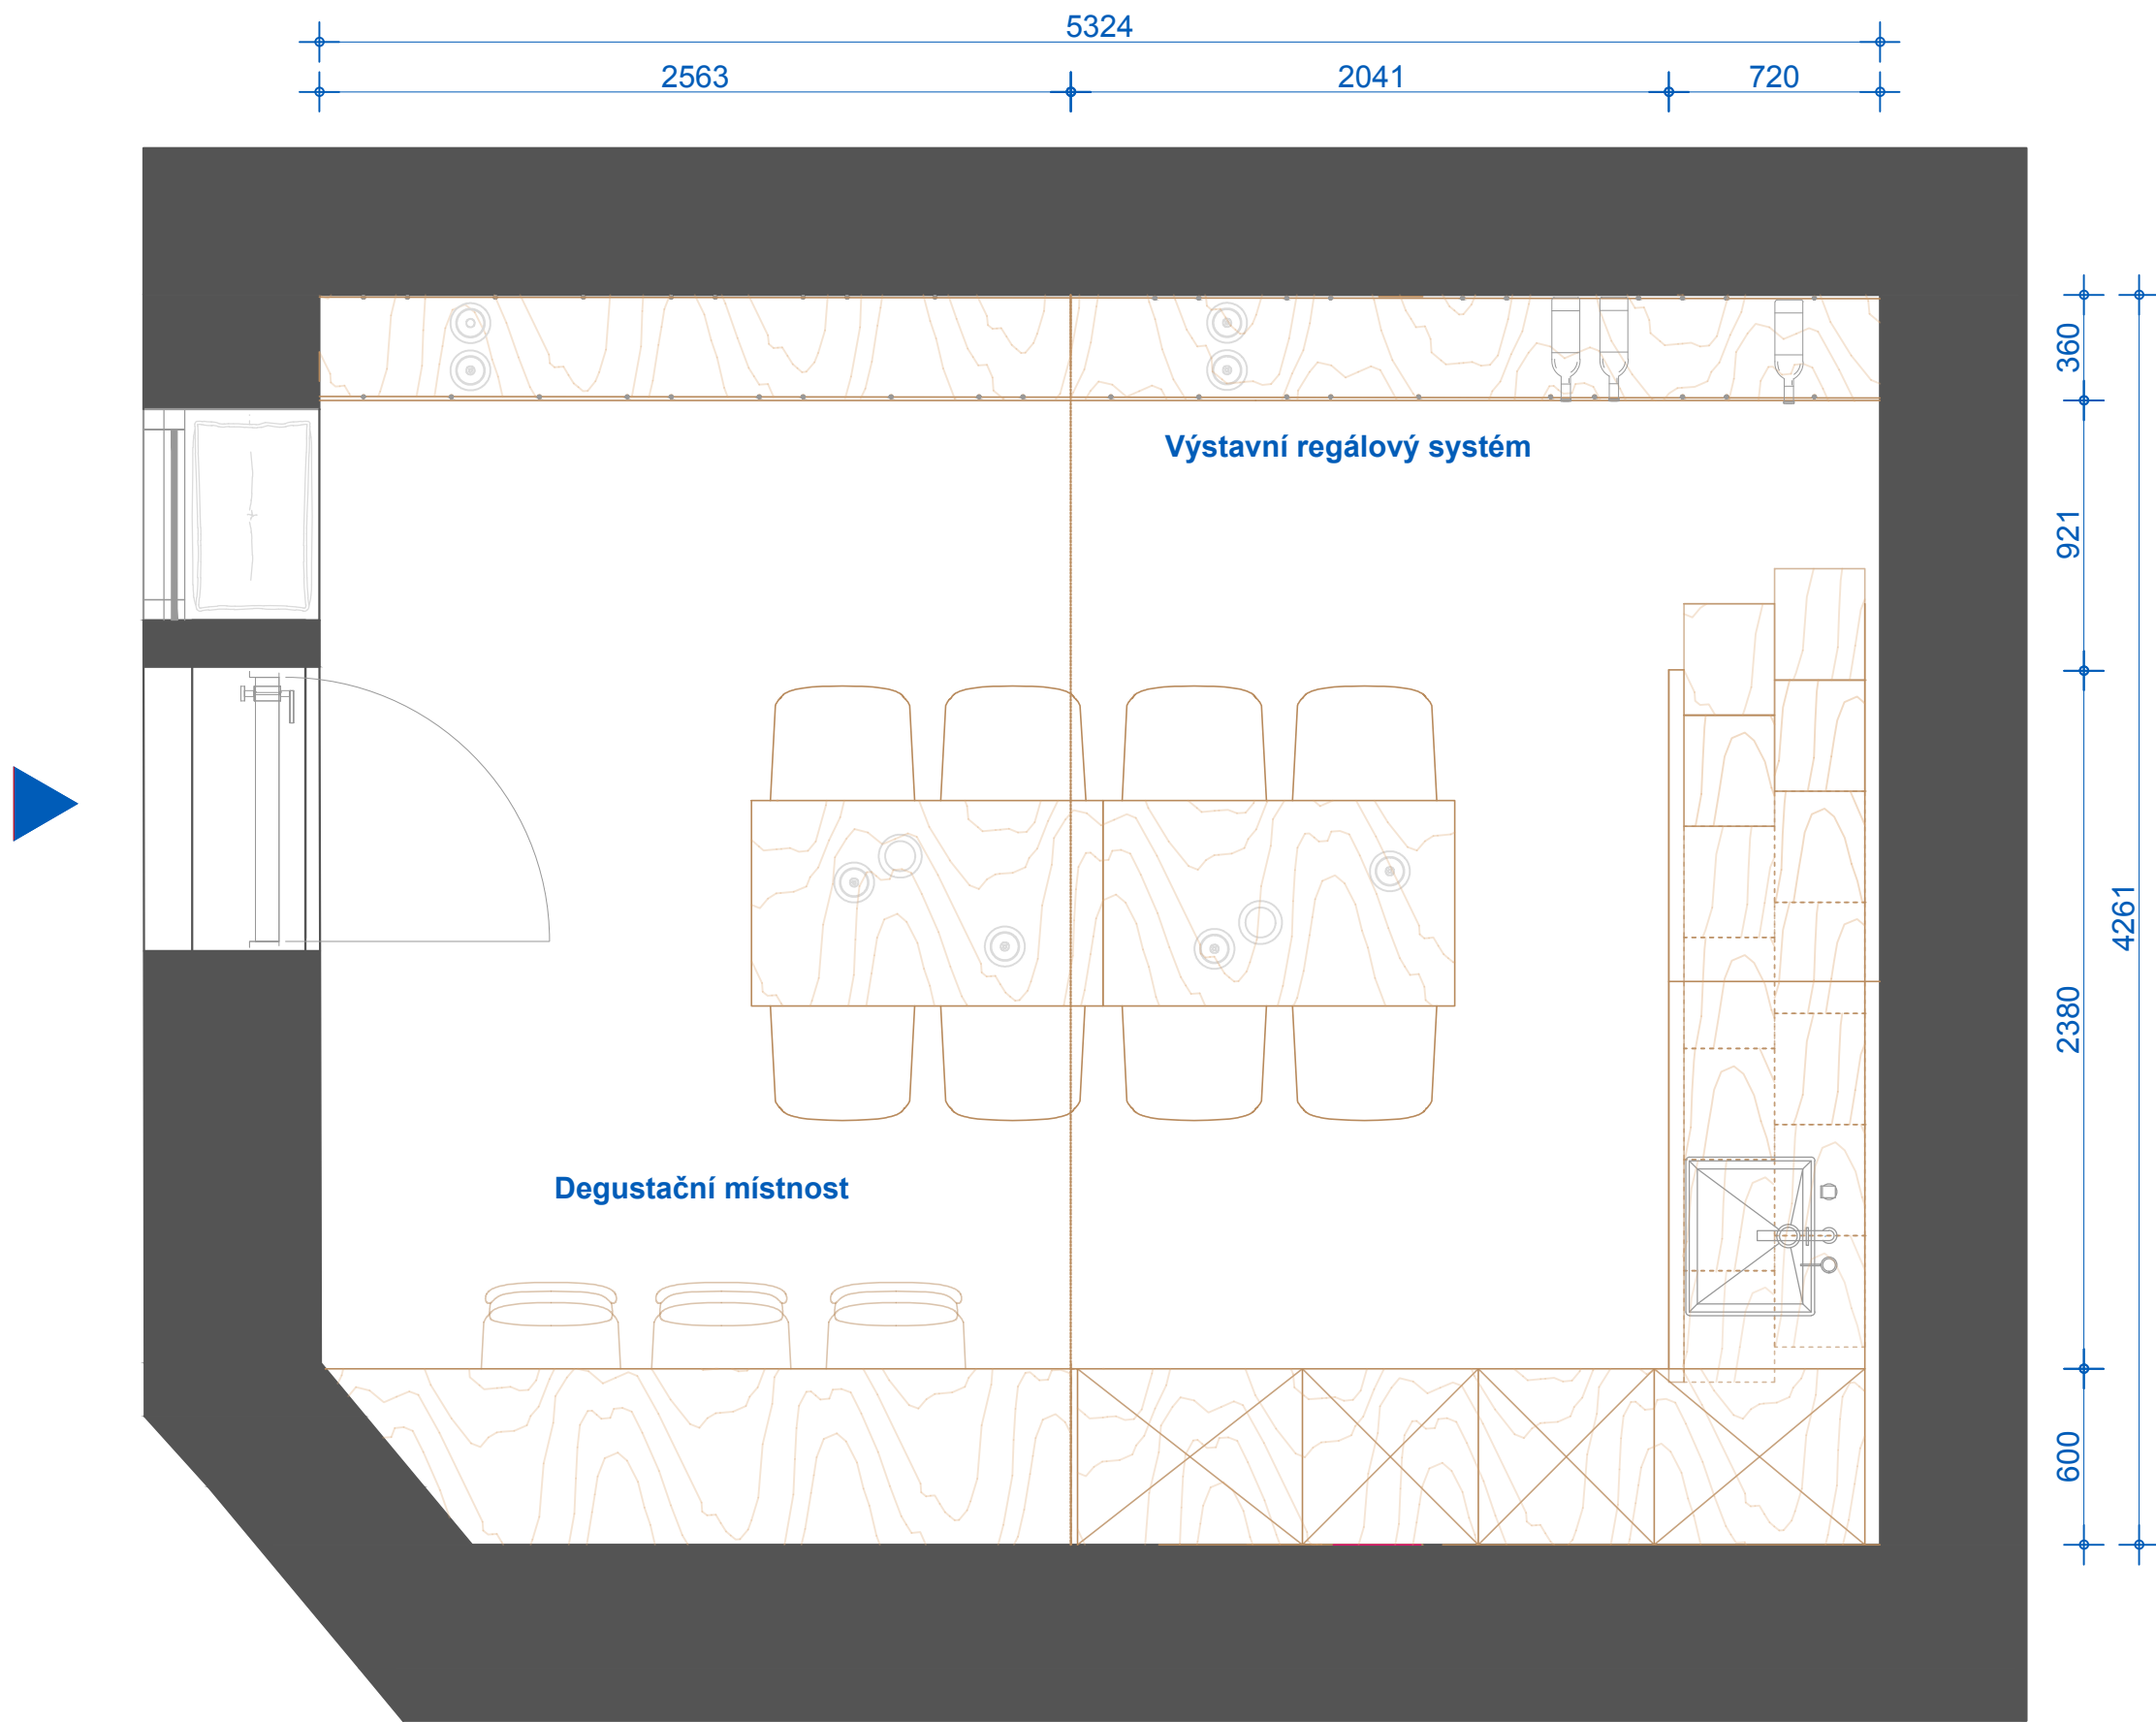 5324
2563 2041 720
360
Výstavní regálový systém
921
4261
2380
Degustační místnost
600